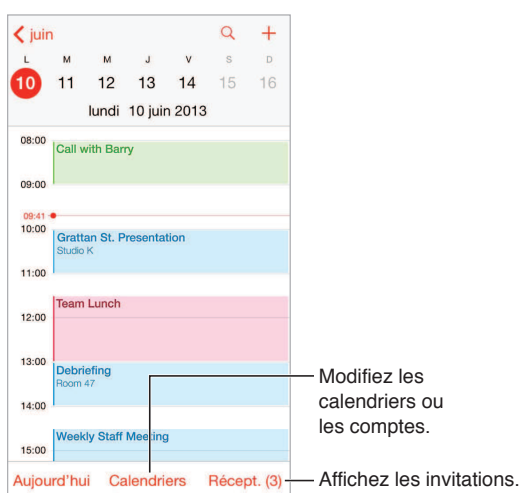 juin
L M M J V S D
10 11 12 13 14 15 16
lundi 10 juin 2013
08:00
Call with Barry
09:00
09:41
10:00
Grattan St. Presentation
Studio K
11:00
Team Lunch
12:00
13:00
Debriefing
Room 47
14:00
Weekly Staff Meeting
15:00
Aujourd'hui Calendriers Récept. (3)
Modifiez les
calendriers ou
les comptes.
Affichez les invitations.